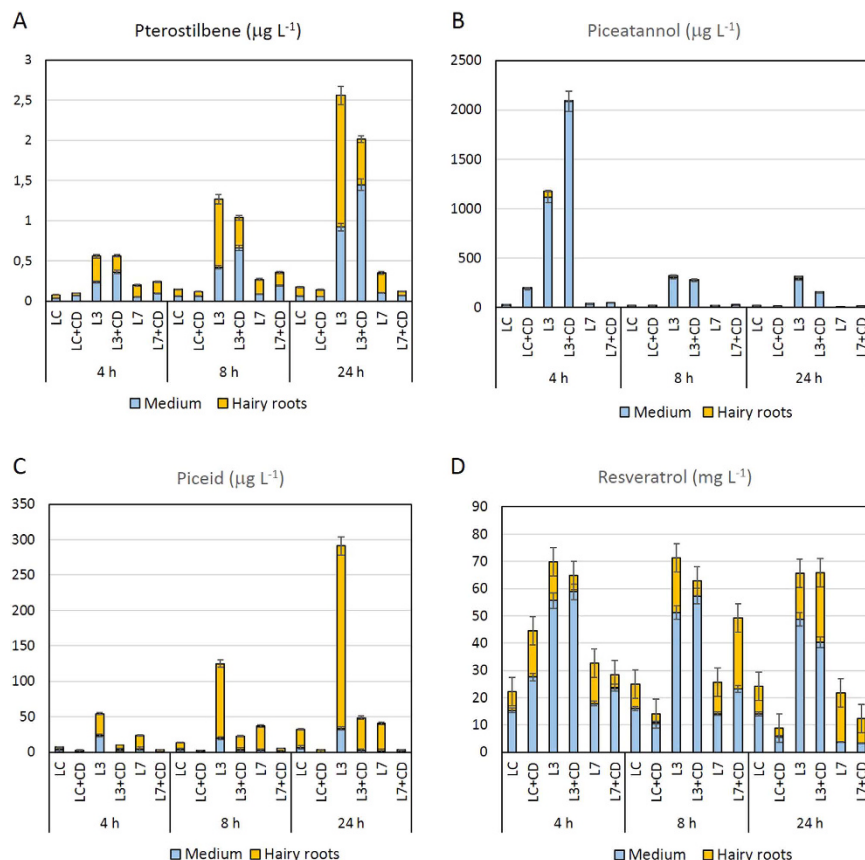 A
Pterostilbene (µg L-1)
3
2,5
2
1,5
1
0,5
0
LC LC+CD L3 L3+CD L7 L7+CD LC LC+CD L3 L3+CD L7 L7+CD LC LC+CD L3 L3+CD L7 L7+CD
4 h 8 h 24 h
Medium Hairy roots
B
Piceatannol (µg L-1)
2500
2000
1500
1000
500
0
LC LC+CD L3 L3+CD L7 L7+CD LC LC+CD L3 L3+CD L7 L7+CD LC LC+CD L3 L3+CD L7 L7+CD
4 h 8 h 24 h
Medium Hairy roots
C
Piceid (µg L-1)
350
300
250
200
150
100
50
0
LC LC+CD L3 L3+CD L7 L7+CD LC LC+CD L3 L3+CD L7 L7+CD LC LC+CD L3 L3+CD L7 L7+CD
4 h 8 h 24 h
Medium Hairy roots
D
Resveratrol (mg L-1)
90
80
70
60
50
40
30
20
10
0
LC LC+CD L3 L3+CD L7 L7+CD LC LC+CD L3 L3+CD L7 L7+CD LC LC+CD L3 L3+CD L7 L7+CD
4 h 8 h 24 h
Medium Hairy roots